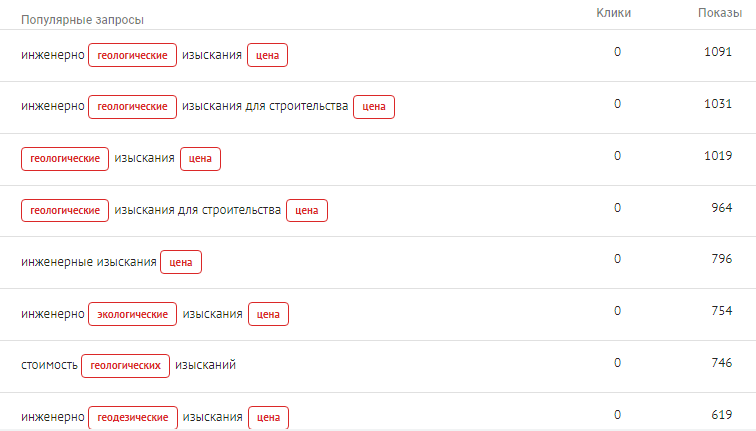 Популярные запросы Клики Показы
инженерно геологические изыскания цена 0 1091
инженерно геологические изыскания для строительства цена 0 1031
геологические изыскания цена 0 1019
геологические изыскания для строительства цена 0 964
инженерные изыскания цена 0 796
инженерно экологические изыскания цена 0 754
стоимость геологических изысканий 0 746
инженерно геодезические изыскания цена 0 619